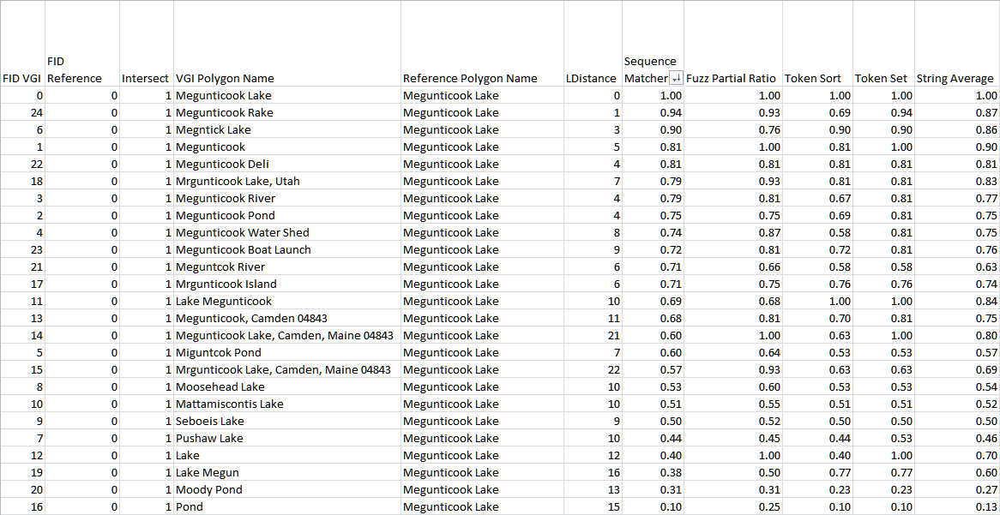 FID
Sequence
FID VGI Reference Intersect VGI Polygon Name Reference Polygon Name LDistance Matcher Fuzz Partial Ratio Token Sort Token Set String Average
0 0 1 Megunticook Lake Megunticook Lake 0 1.00 1.00 1.00 1.00 1.00
24 0 1 Megunticook Rake Megunticook Lake 1 0.94 0.93 0.69 0.94 0.87
6 0 1 Megntick Lake Megunticook Lake 3 0.90 0.76 0.90 0.90 0.86
1 0 1 Megunticook Megunticook Lake 5 0.81 1.00 0.81 1.00 0.90
22 0 1 Megunticook Deli Megunticook Lake 4 0.81 0.81 0.81 0.81 0.81
18 0 1 Mrgunticook Lake, Utah Megunticook Lake 7 0.79 0.93 0.81 0.81 0.83
3 0 1 Megunticook River Megunticook Lake 4 0.79 0.81 0.67 0.81 0.77
2 0 1 Megunticook Pond Megunticook Lake 4 0.75 0.75 0.69 0.81 0.75
4 0 1 Megunticook Water Shed Megunticook Lake 8 0.74 0.87 0.58 0.81 0.75
23 0 1 Megunticook Boat Launch Megunticook Lake 9 0.72 0.81 0.72 0.81 0.76
21 0 1 Meguntcok River Megunticook Lake 6 0.71 0.66 0.58 0.58 0.63
17 0 1 Mrgunticook Island Megunticook Lake 6 0.71 0.75 0.76 0.76 0.74
11 0 1 Lake Megunticook Megunticook Lake 10 0.69 0.68 1.00 1.00 0.84
13 0 1 Megunticook, Camden 04843 Megunticook Lake 11 0.68 0.81 0.70 0.81 0.75
14 0 1 Megunticook Lake, Camden, Maine 04843 Megunticook Lake 21 0.60 1.00 0.63 1.00 0.80
5 0 1 Miguntcok Pond Megunticook Lake 7 0.60 0.64 0.53 0.53 0.57
15 0 1 Mrgunticook Lake, Camden, Maine 04843 Megunticook Lake 22 0.57 0.93 0.63 0.63 0.69
8 0 1 Moosehead Lake Megunticook Lake 10 0.53 0.60 0.53 0.53 0.54
10 0 1 Mattamiscontis Lake Megunticook Lake 10 0.51 0.55 0.51 0.51 0.52
9 0 1 Seboeis Lake Megunticook Lake 9 0.50 0.52 0.50 0.50 0.50
7 0 1 Pushaw Lake Megunticook Lake 10 0.44 0.45 0.44 0.53 0.46
12 0 1 Lake Megunticook Lake 12 0.40 1.00 0.40 1.00 0.70
19 0 1 Lake Megun Megunticook Lake 16 0.38 0.50 0.77 0.77 0.60
20 0 1 Moody Pond Megunticook Lake 13 0.31 0.31 0.23 0.23 0.27
16 0 1 Pond Megunticook Lake 15 0.10 0.25 0.10 0.10 0.13